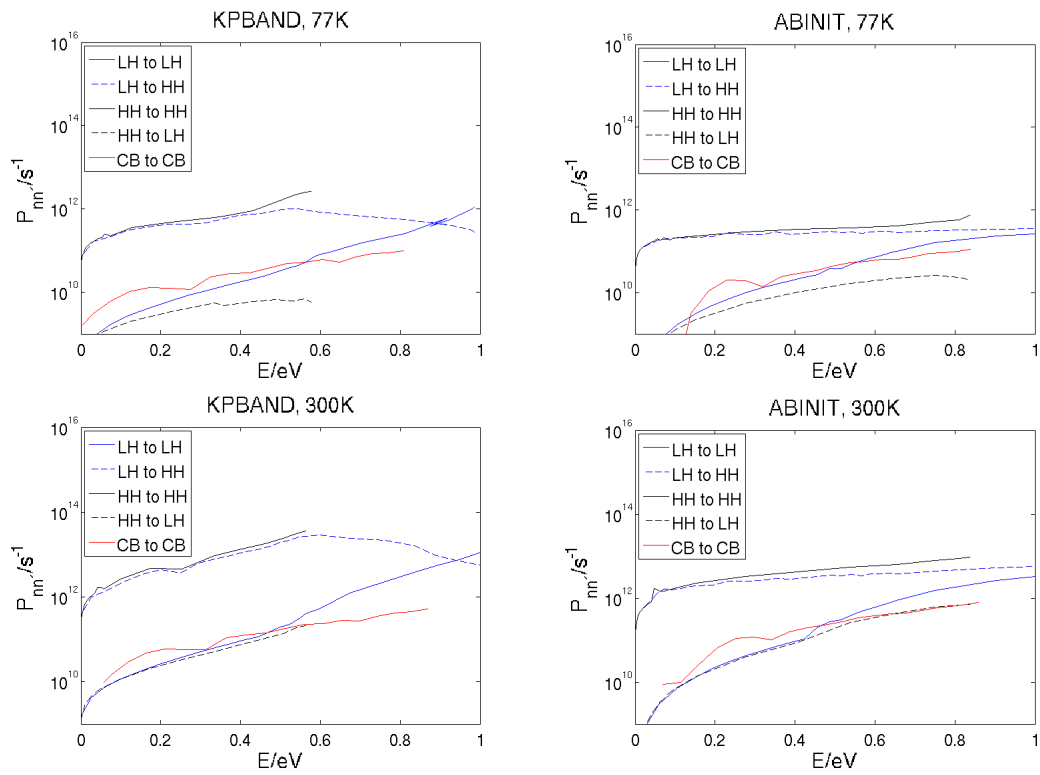 KPBAND, 77K
10^16
10^14
10^12
10^10
P_nn´/s^-1
LH to LH
LH to HH
HH to HH
HH to LH
CB to CB
0 0.2 0.4 0.6 0.8 1
E/eV
ABINIT, 77K
10^16
10^14
10^12
10^10
P_nn´/s^-1
LH to LH
LH to HH
HH to HH
HH to LH
CB to CB
0 0.2 0.4 0.6 0.8 1
E/eV
KPBAND, 300K
10^16
10^14
10^12
10^10
P_nn´/s^-1
LH to LH
LH to HH
HH to HH
HH to LH
CB to CB
0 0.2 0.4 0.6 0.8 1
E/eV
ABINIT, 300K
10^16
10^14
10^12
10^10
P_nn´/s^-1
LH to LH
LH to HH
HH to HH
HH to LH
CB to CB
0 0.2 0.4 0.6 0.8 1
E/eV